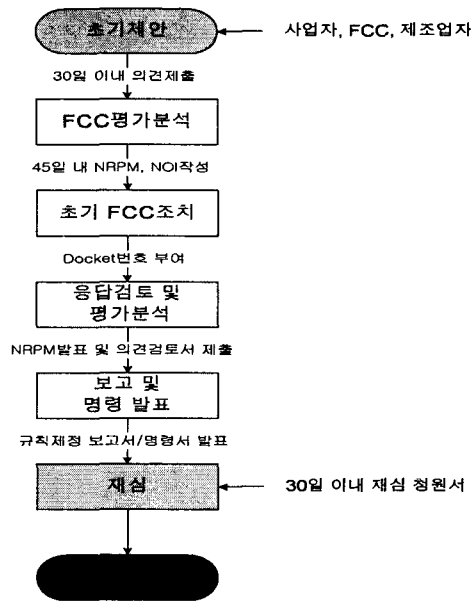 초기제안
사업자, FCC, 제조업자
30일 이내 의견제출
FCC평가분석
45일 내 NRPM, NOI작성
초기 FCC조치
Docket번호 부여
응답검토 및
평가분석
NRPM발표 및 의견검토서 제출
보고 및
명령 발표
규칙제정 보고서/명령서 발표
재심
30일 이내 재심 청원서